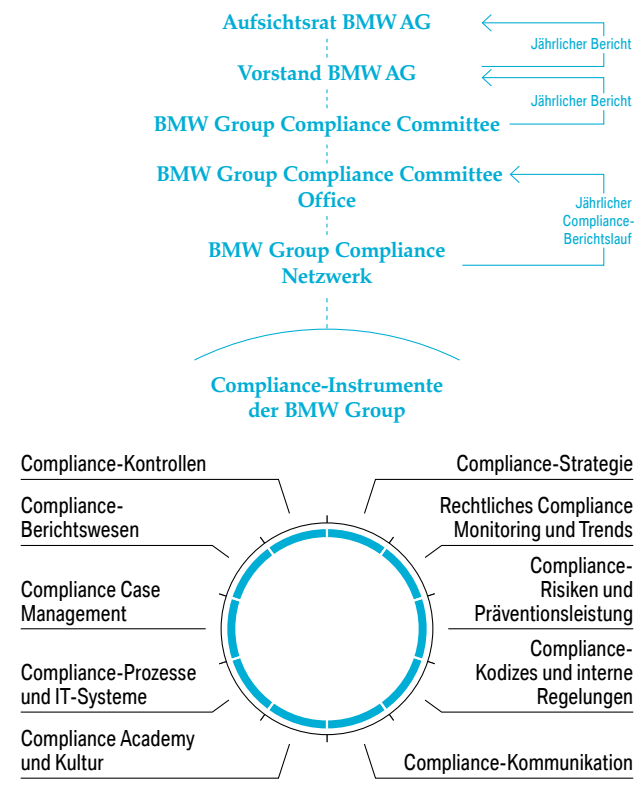 Aufsichtsrat BMW AG
Jährlicher Bericht
Vorstand BMW AG
Jährlicher Bericht
BMW Group Compliance Committee
BMW Group Compliance Committee
Office
Jährlicher
Compliance-
Berichtslauf
BMW Group Compliance
Netzwerk
Compliance-Instrumente
der BMW Group
Compliance-Kontrollen
Compliance-
Berichtswesen
Compliance Case
Management
Compliance-Prozesse
und IT-Systeme
Compliance Academy
und Kultur
Compliance-Strategie
Rechtliches Compliance
Monitoring und Trends
Compliance-
Risiken und
Präventionsleistung
Compliance-
Kodizes und interne
Regelungen
Compliance-Kommunikation